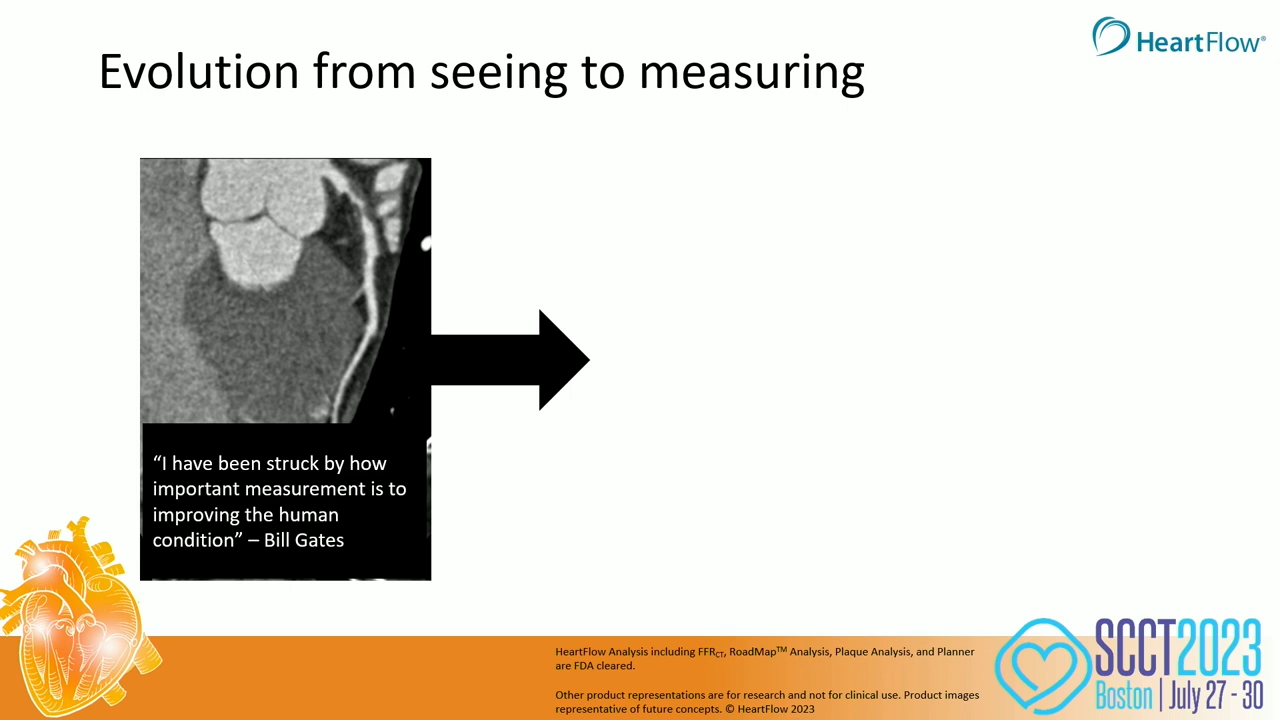 HeartFlow®
Evolution from seeing to measuring
“I have been struck by how
important measurement is to
improving the human
condition” – Bill Gates
HeartFlow Analysis including FFRCT, RoadMap™ Analysis, Plaque Analysis, and Planner
are FDA cleared.
Other product representations are for research and not for clinical use. Product images
representative of future concepts. © HeartFlow 2023
SCCT2023
Boston | July 27 - 30